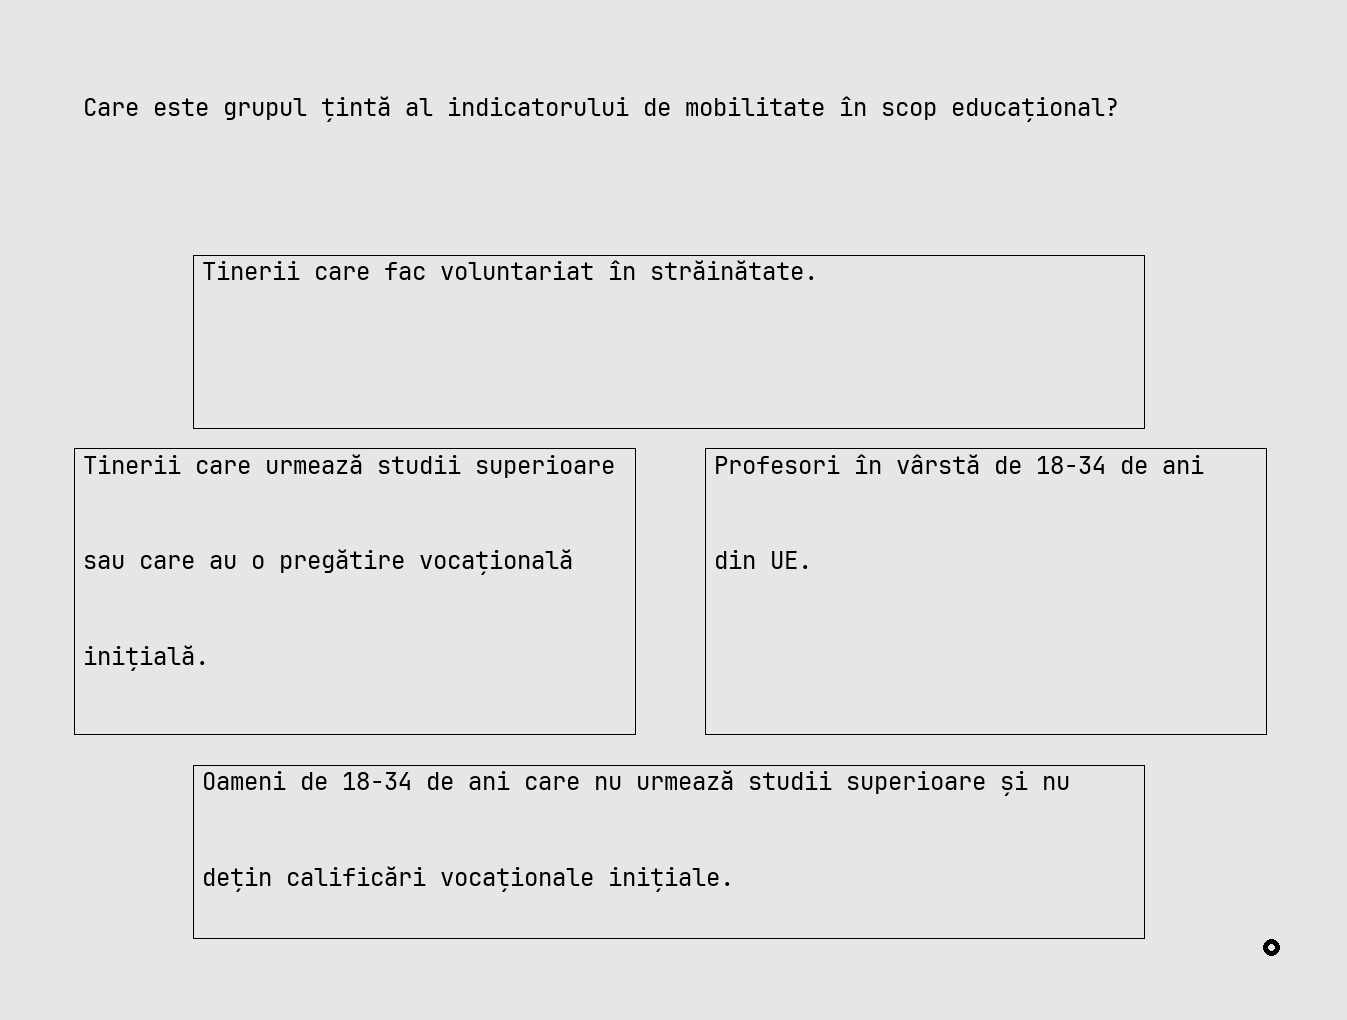 Care este grupul țintă al indicatorului de mobilitate în scop educațional?
Tinerii care fac voluntariat în străinătate.
Tinerii care urmează studii superioare
sau care au o pregătire vocațională
inițială.
Profesori în vârstă de 18-34 de ani
din UE.
Oameni de 18-34 de ani care nu urmează studii superioare și nu
dețin calificări vocaționale inițiale.